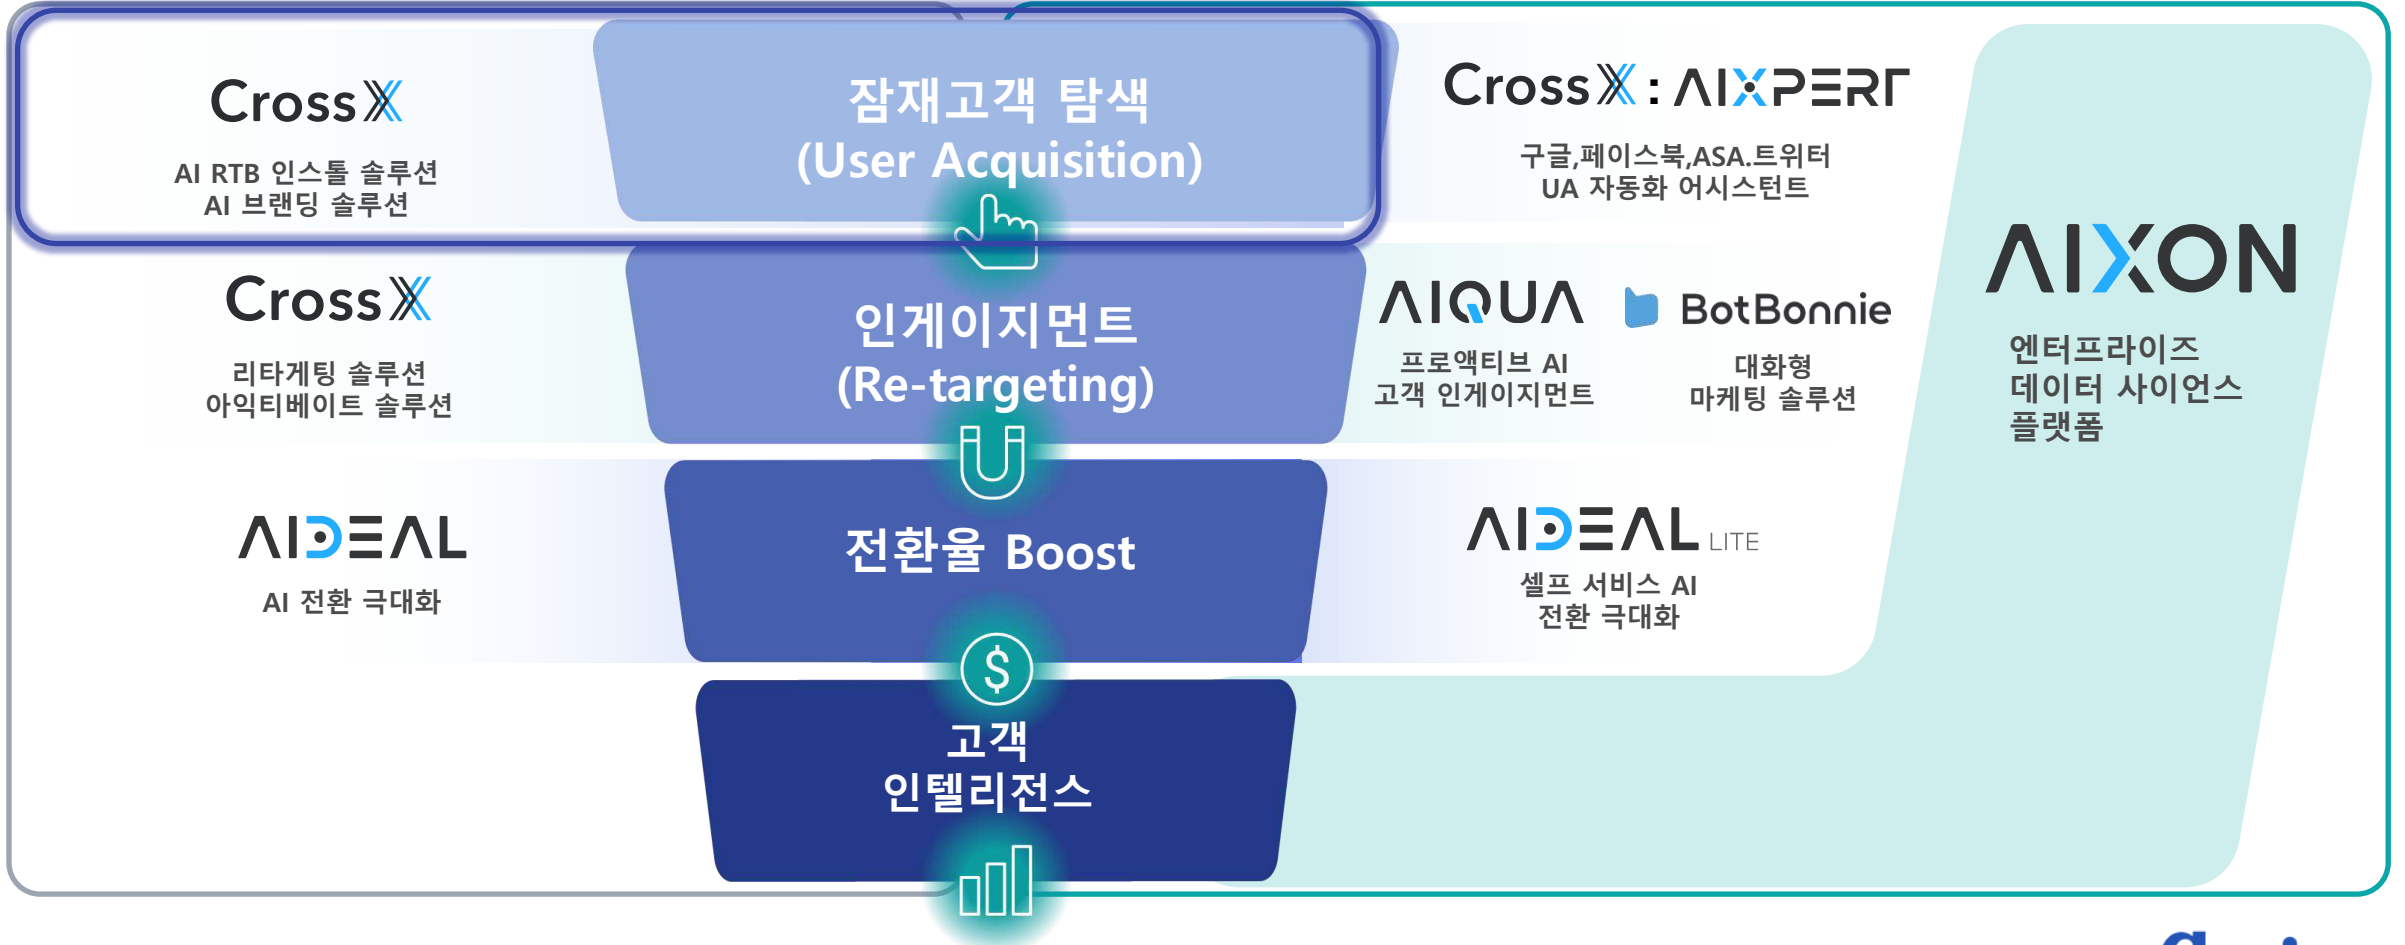 CrossX
AI RTB 인스톨 솔루션
AI 브랜딩 솔루션
잠재고객 탐색
(User Acquisition)
CrossX : AIXPERT
구글,페이스북,ASA.트위터
UA 자동화 어시스턴트
CrossX
리타게팅 솔루션
아익티베이트 솔루션
인게이지먼트
(Re-targeting)
AIQUA
프로액티브 AI
고객 인게이지먼트
BotBonnie
대화형
마케팅 솔루션
AIXON
엔터프라이즈
데이터 사이언스
플랫폼
AIDEAL
AI 전환 극대화
전환율 Boost
$
AIDEAL LITE
셀프 서비스 AI
전환 극대화
고객
인텔리전스